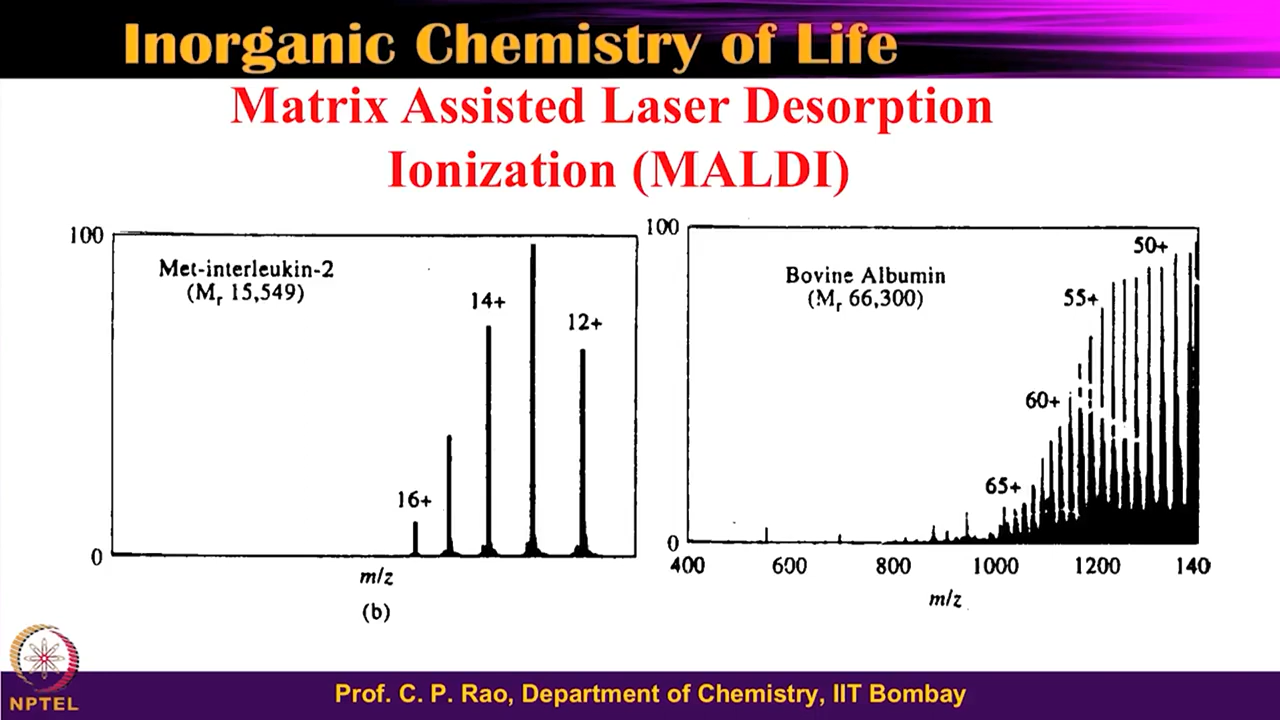 Inorganic Chemistry of Life
Matrix Assisted Laser Desorption
Ionization (MALDI)
100
Met-interleukin-2
(Mr 15,549)
14+
12+
16+
0
m/z
(b)
100
50+
Bovine Albumin
(Mr 66,300)
55+
60+
65+
0
400 600 800 1000 1200 140
m/z
NPTEL
Prof. C. P. Rao, Department of Chemistry, IIT Bombay